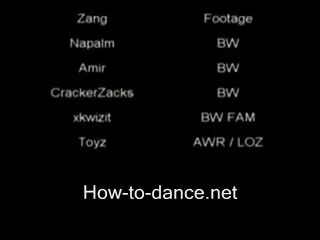 Zang Footage
Napalm BW
Amir BW
CrackerZacks BW
xkwizit BW FAM
Toyz AWR / LOZ
How-to-dance.net